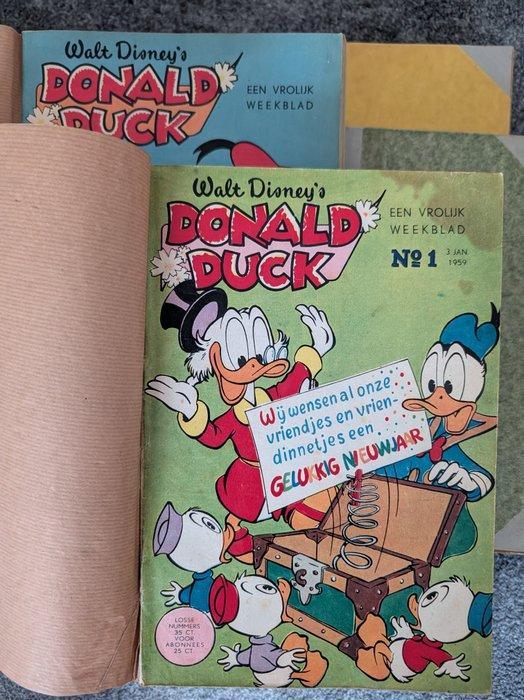 Walt Disney's
DONALD
DUCK
EEN VROLIJK
WEEKBLAD
Walt Disney's
DONALD
DUCK
EEN VROLIJK
WEEKBLAD
No 1
3 JAN
1959
Wij wensen al onze
vriendjes en vrien-
dinnetjes een
GELUKKIG NIEUWJAAR
LOSSE
NUMMERS
35 CT.
VOOR
ABONNEES
25 CT.